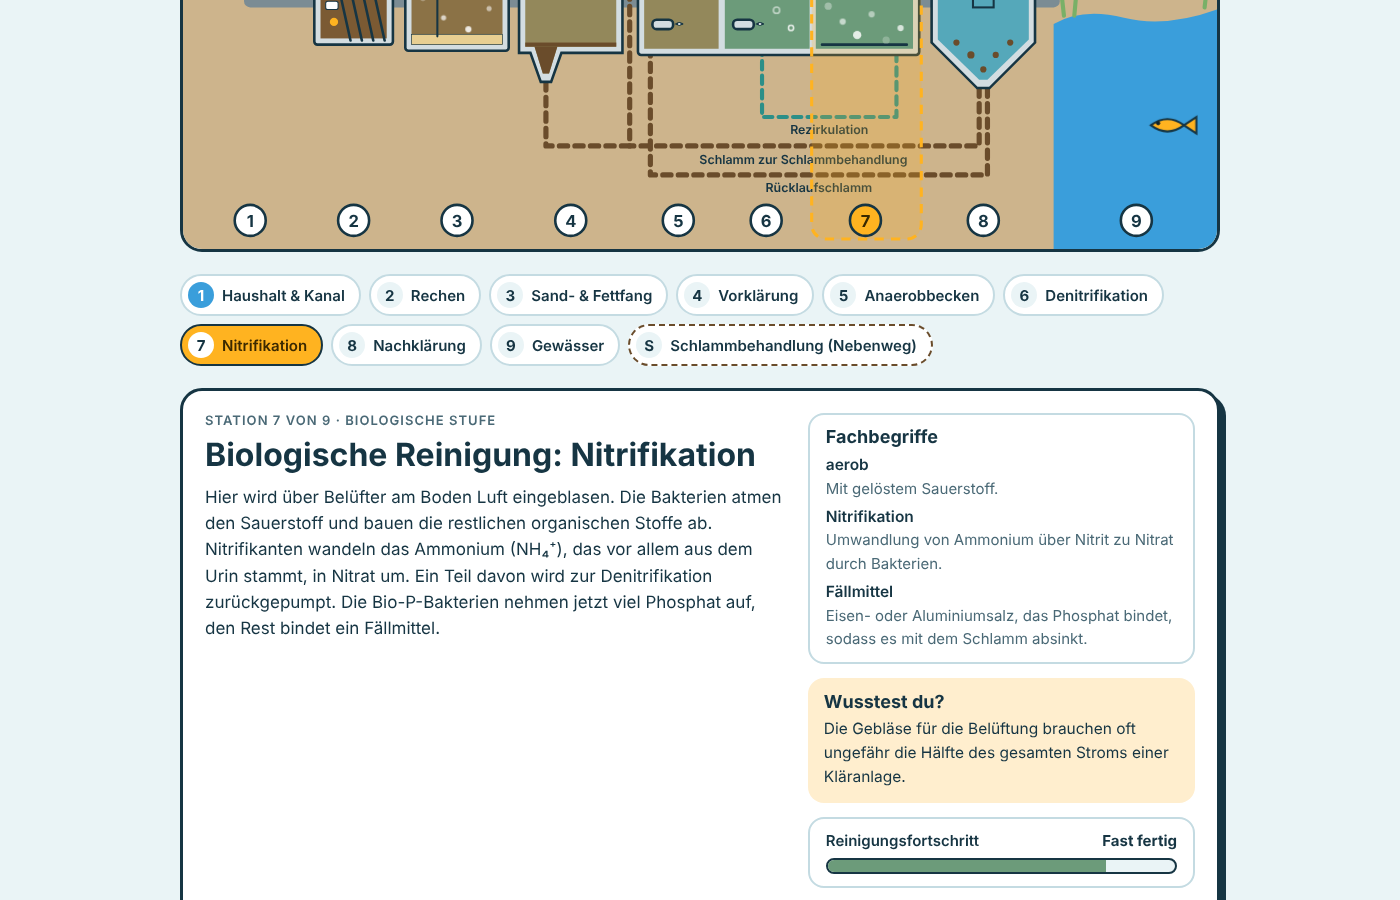 Rezirkulation
Schlamm zur Schlammbehandlung
Rücklaufschlamm
1 2 3 4 5 6 7 8 9
1 Haushalt & Kanal 2 Rechen 3 Sand- & Fettfang 4 Vorklärung 5 Anaerobbecken 6 Denitrifikation
7 Nitrifikation 8 Nachklärung 9 Gewässer S Schlammbehandlung (Nebenweg)
STATION 7 VON 9 · BIOLOGISCHE STUFE
Biologische Reinigung: Nitrifikation
Hier wird über Belüfter am Boden Luft eingeblasen. Die Bakterien atmen
den Sauerstoff und bauen die restlichen organischen Stoffe ab.
Nitrifikanten wandeln das Ammonium (NH₄⁺), das vor allem aus dem
Urin stammt, in Nitrat um. Ein Teil davon wird zur Denitrifikation
zurückgepumpt. Die Bio-P-Bakterien nehmen jetzt viel Phosphat auf,
den Rest bindet ein Fällmittel.
Fachbegriffe
aerob
Mit gelöstem Sauerstoff.
Nitrifikation
Umwandlung von Ammonium über Nitrit zu Nitrat
durch Bakterien.
Fällmittel
Eisen- oder Aluminiumsalz, das Phosphat bindet,
sodass es mit dem Schlamm absinkt.
Wusstest du?
Die Gebläse für die Belüftung brauchen oft
ungefähr die Hälfte des gesamten Stroms einer
Kläranlage.
Reinigungsfortschritt Fast fertig